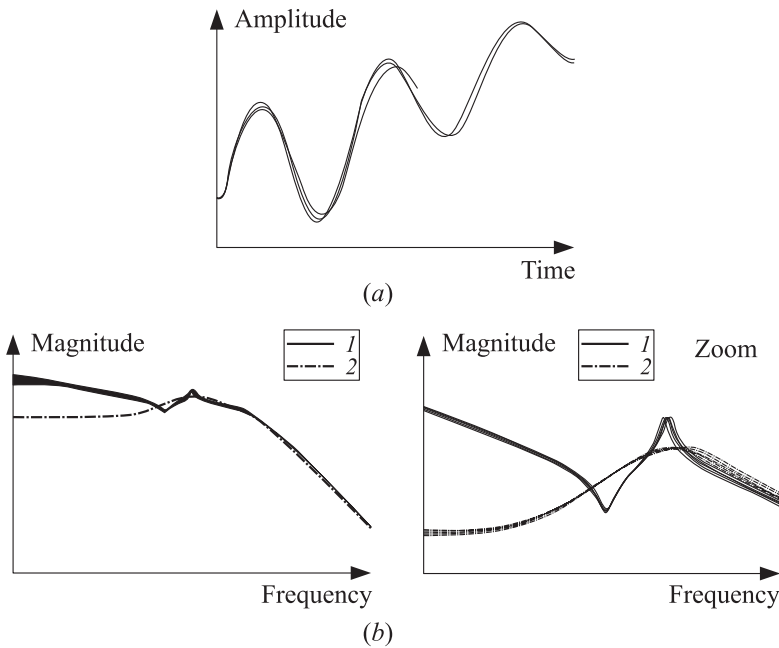 Amplitude
Time
(a)
Magnitude
1
2
Frequency
Magnitude
1
2
Zoom
Frequency
(b)